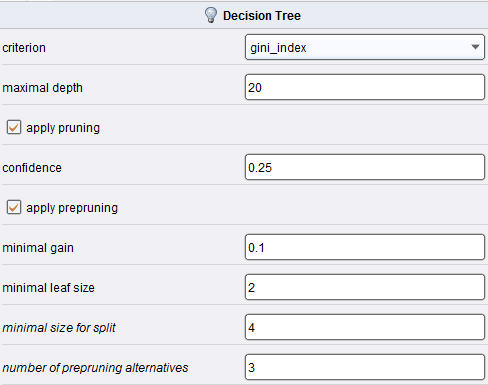 Decision Tree
criterion gini_index
maximal depth 20
apply pruning
confidence 0.25
apply prepruning
minimal gain 0.1
minimal leaf size 2
minimal size for split 4
number of prepruning alternatives 3